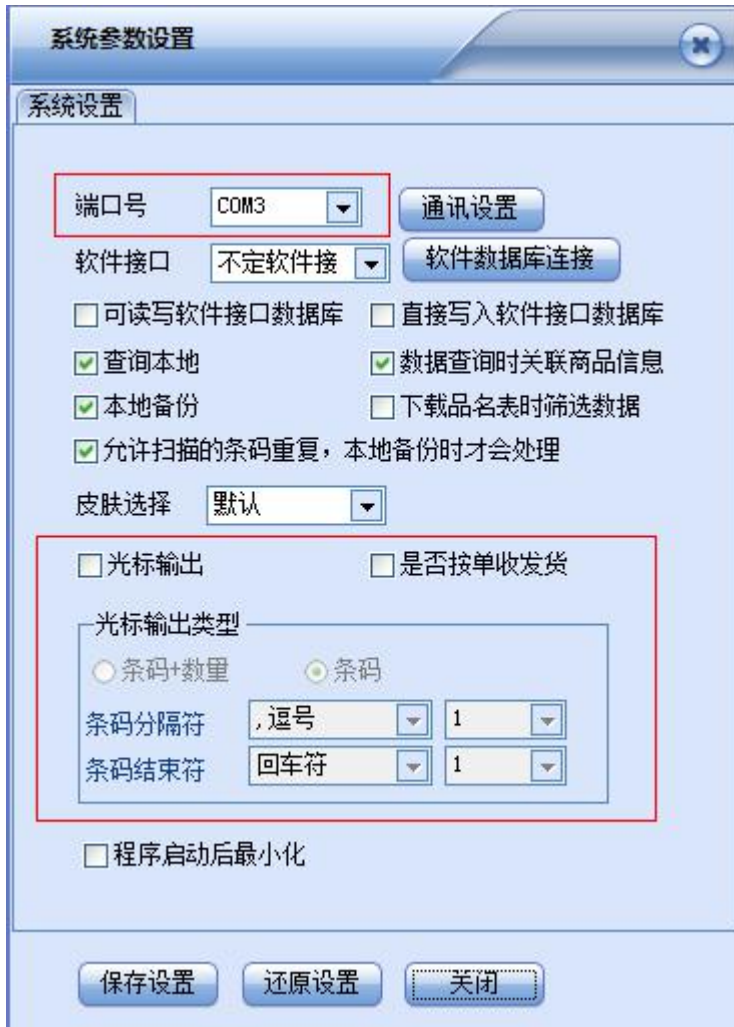 系统参数设置
系统设置
端口号 COM3 通讯设置
软件接口 不定软件接 软件数据库连接
可读写软件接口数据库 直接写入软件接口数据库
查询本地 数据查询时关联商品信息
本地备份 下载品名表时筛选数据
允许扫描的条码重复，本地备份时才会处理
皮肤选择 默认
光标输出 是否按单收发货
光标输出类型
条码+数量 条码
条码分隔符 ,逗号 1
条码结束符 回车符 1
程序启动后最小化
保存设置 还原设置 关闭